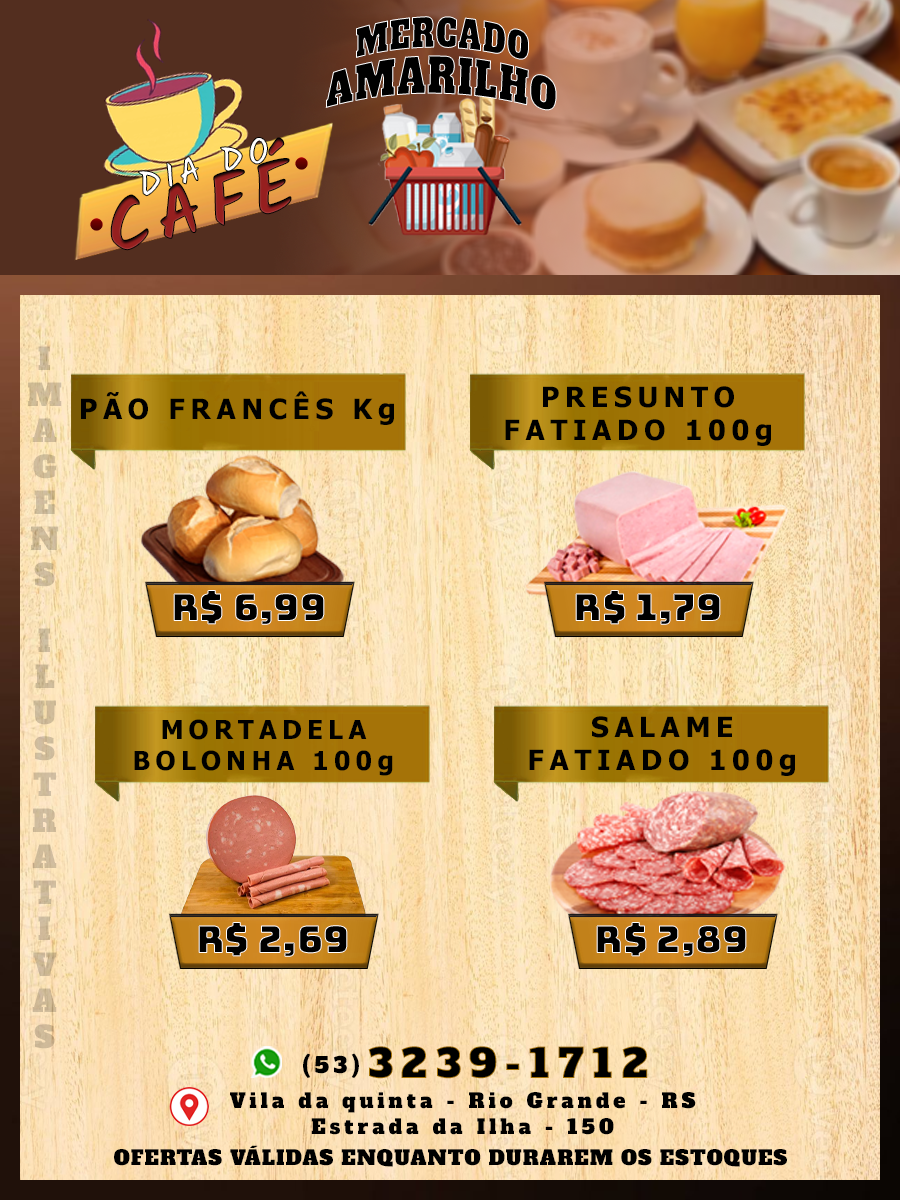 MERCADO
AMARILHO
DIA DO
CAFÉ
IMAGENS ILUSTRATIVAS
PÃO FRANCÊS Kg
R$ 6,99
PRESUNTO
FATIADO 100g
R$ 1,79
MORTADELA
BOLONHA 100g
R$ 2,69
SALAME
FATIADO 100g
R$ 2,89
(53) 3239-1712
Vila da quinta - Rio Grande - RS
Estrada da Ilha - 150
OFERTAS VÁLIDAS ENQUANTO DURAREM OS ESTOQUES